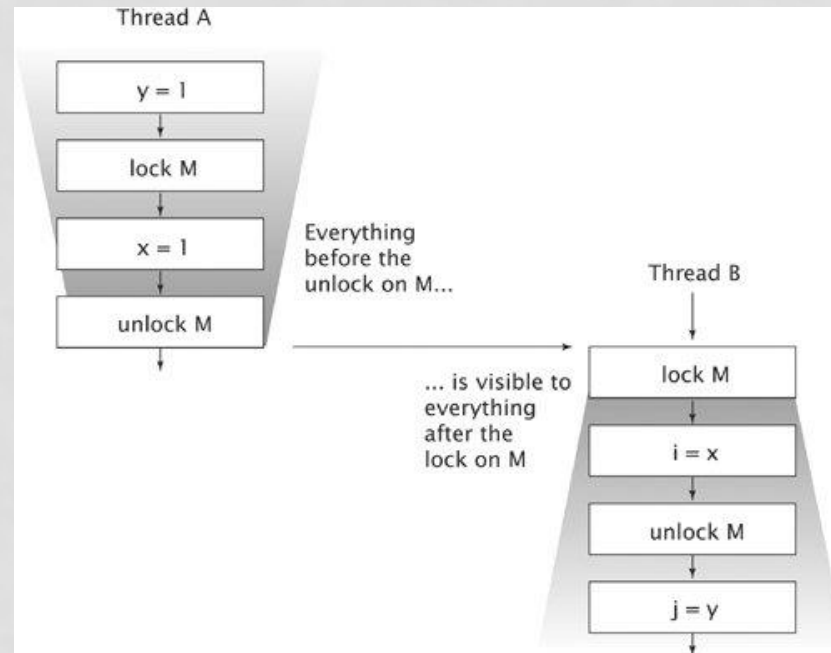 Thread A
y = 1
lock M
x = 1
unlock M
Everything
before the
unlock on M...
Thread B
lock M
... is visible to
everything
after the
lock on M
i = x
unlock M
j = y